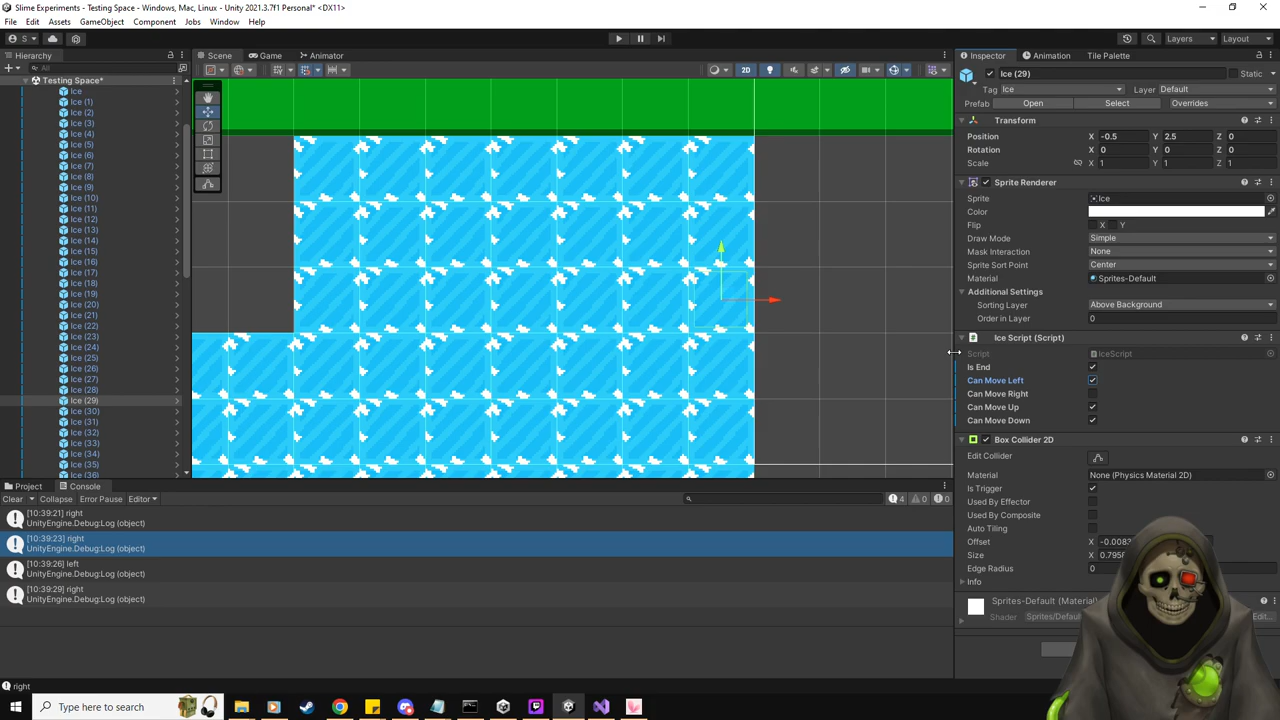 Slime Experiments - Testing Space - Windows, Mac, Linux - Unity 2021.3.7f1 Personal* <DX11>
File Edit Assets GameObject Component Jobs Window Help
S
Layers Layout
Hierarchy
All
Testing Space*
Ice
Ice (1)
Ice (2)
Ice (3)
Ice (4)
Ice (5)
Ice (6)
Ice (7)
Ice (8)
Ice (9)
Ice (10)
Ice (11)
Ice (12)
Ice (13)
Ice (14)
Ice (15)
Ice (16)
Ice (17)
Ice (18)
Ice (19)
Ice (20)
Ice (21)
Ice (22)
Ice (23)
Ice (24)
Ice (25)
Ice (26)
Ice (27)
Ice (28)
Ice (29)
Ice (30)
Ice (31)
Ice (32)
Ice (33)
Ice (34)
Ice (35)
Ice (36)
Scene Game Animator
2D
Inspector Animation Tile Palette
Ice (29) Static
Tag Ice Layer Default
Prefab Open Select Overrides
Transform
Position X -0.5 Y 2.5 Z 0
Rotation X 0 Y 0 Z 0
Scale X 1 Y 1 Z 1
Sprite Renderer
Sprite Ice
Color
Flip X Y
Draw Mode Simple
Mask Interaction None
Sprite Sort Point Center
Material Sprites-Default
Additional Settings
Sorting Layer Above Background
Order in Layer 0
Ice Script (Script)
Script IceScript
Is End
Can Move Left
Can Move Right
Can Move Up
Can Move Down
Box Collider 2D
Edit Collider
Material None (Physics Material 2D)
Is Trigger
Used By Effector
Used By Composite
Auto Tiling
Offset X
Size X
Edge Radius 0
Info
Sprites-Default (Material)
Shader Edit...
Project Console
Clear Collapse Error Pause Editor 4 0 0
[10:39:21] right
UnityEngine.Debug:Log (object)
[10:39:23] right
UnityEngine.Debug:Log (object)
[10:39:26] left
UnityEngine.Debug:Log (object)
[10:39:29] right
UnityEngine.Debug:Log (object)
right
Type here to search